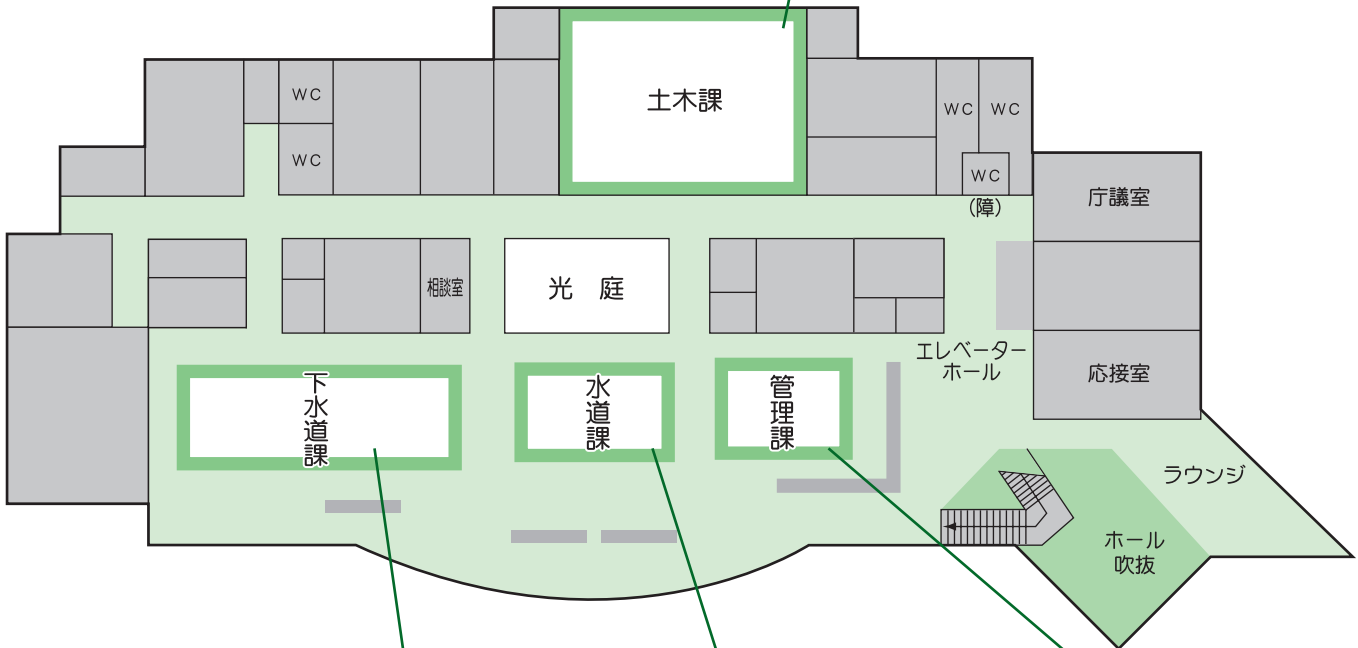 土木課
WC
WC
WC
WC
WC
(障)
庁議室
相談室
光 庭
エレベーター
ホール
応接室
下水道課
水道課
管理課
ラウンジ
ホール
吹抜